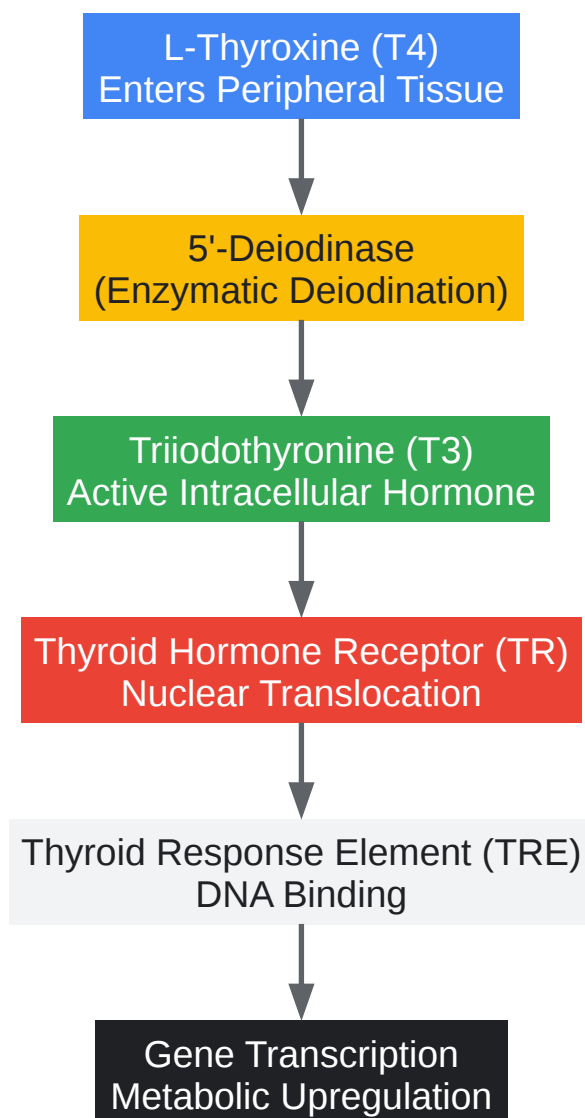 L-Thyroxine (T4)
Enters Peripheral Tissue
5'-Deiodinase
(Enzymatic Deiodination)
Triiodothyronine (T3)
Active Intracellular Hormone
Thyroid Hormone Receptor (TR)
Nuclear Translocation
Thyroid Response Element (TRE)
DNA Binding
Gene Transcription
Metabolic Upregulation